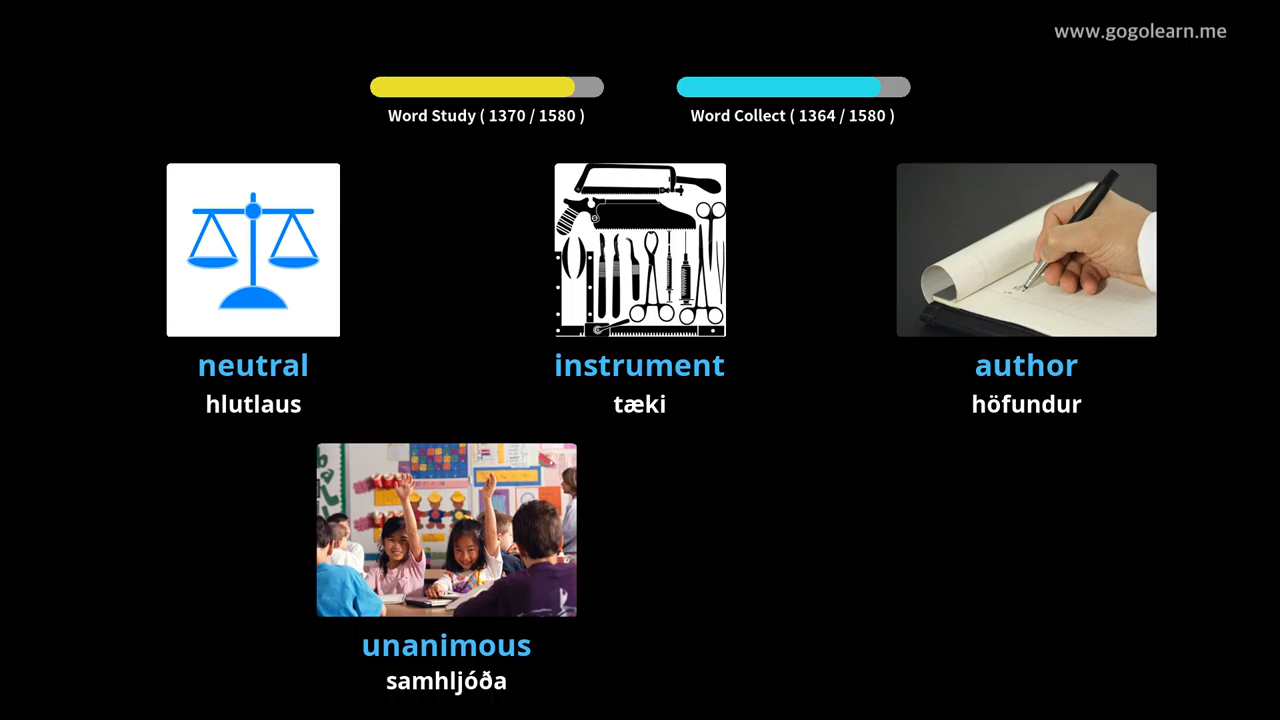 www.gogolearn.me
Word Study ( 1370 / 1580 )
Word Collect ( 1364 / 1580 )
neutral
hlutlaus
instrument
tæki
author
höfundur
unanimous
samhljóða